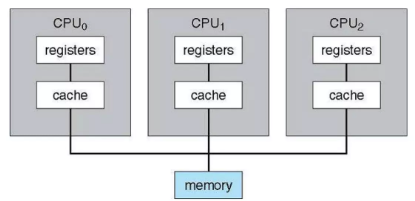 CPU₀ CPU₁ CPU₂
registers registers registers
cache cache cache
memory